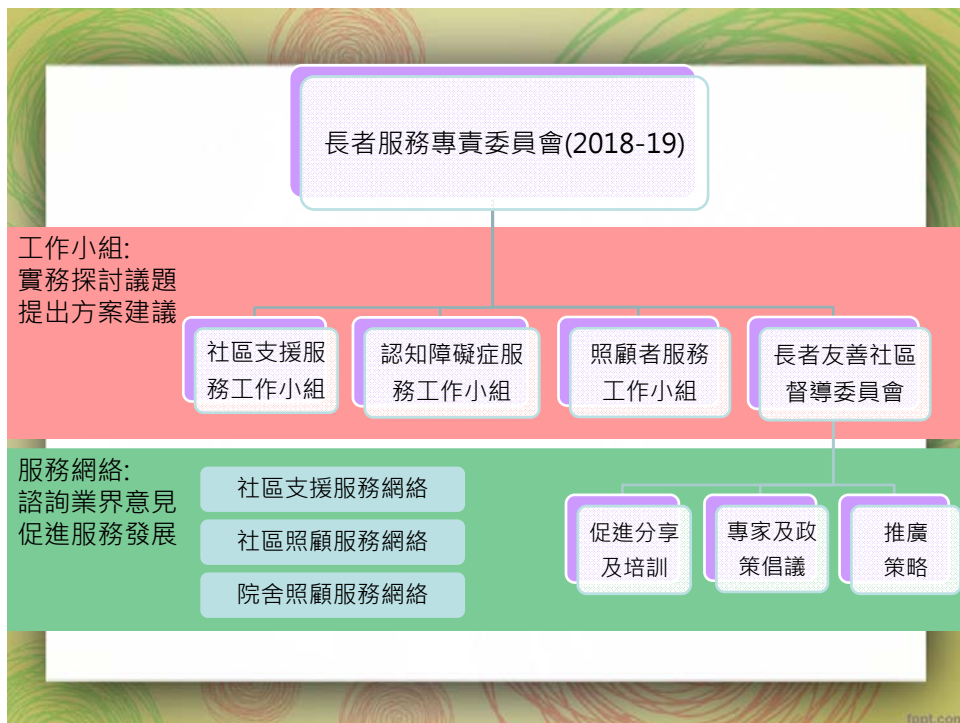 長者服務專責委員會(2018-19)
工作小組:
實務探討議題
提出方案建議
社區支援服
務工作小組
認知障礙症服
務工作小組
照顧者服務
工作小組
長者友善社區
督導委員會
服務網絡:
諮詢業界意見
促進服務發展
社區支援服務網絡
社區照顧服務網絡
院舍照顧服務網絡
促進分享
及培訓
專家及政
策倡議
推廣
策略
fppt.com